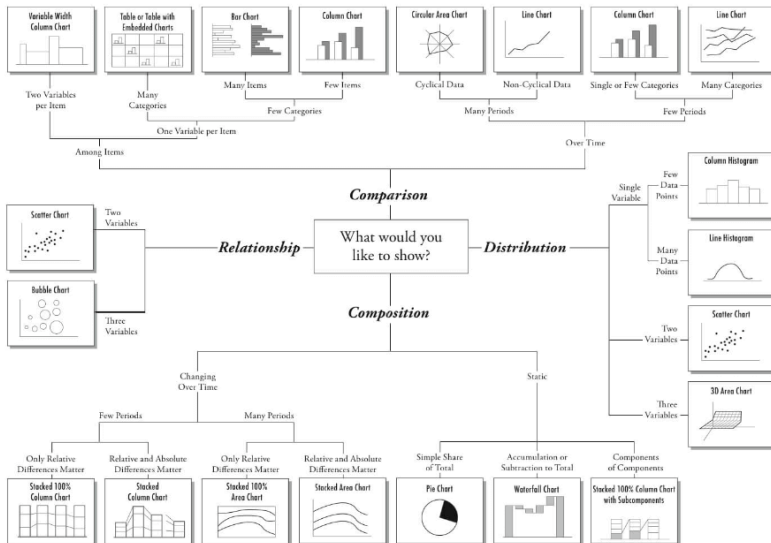 Variable Width
Column Chart
Table or Table with
Embedded Charts
Bar Chart
Column Chart
Circular Area Chart
Line Chart
Column Chart
Line Chart
Two Variables
per Item
Many
Categories
Many Items
Few Items
Cyclical Data
Non-Cyclical Data
Single or Few Categories
Many Categories
Few Categories
Many Periods
Few Periods
One Variable per Item
Among Items
Over Time
Comparison
What would you
like to show?
Relationship
Scatter Chart
Two
Variables
Bubble Chart
Three
Variables
Distribution
Single
Variable
Few
Data
Points
Column Histogram
Many
Data
Points
Line Histogram
Two
Variables
Scatter Chart
Three
Variables
3D Area Chart
Composition
Changing
Over Time
Static
Few Periods
Many Periods
Only Relative
Differences Matter
Relative and Absolute
Differences Matter
Only Relative
Differences Matter
Relative and Absolute
Differences Matter
Simple Share
of Total
Accumulation or
Subtraction to Total
Components
of Components
Stacked 100%
Column Chart
Stacked
Column Chart
Stacked 100%
Area Chart
Stacked Area Chart
Pie Chart
Waterfall Chart
Stacked 100% Column Chart
with Subcomponents